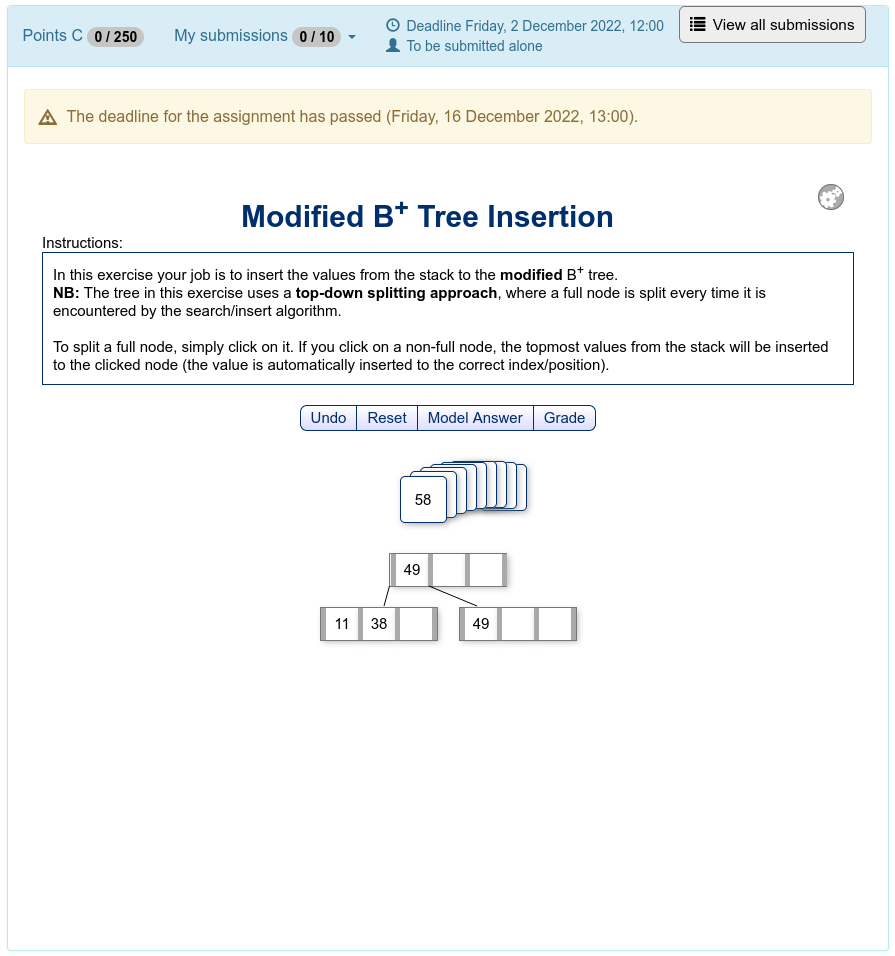 Points C 0 / 250 My submissions 0 / 10 Deadline Friday, 2 December 2022, 12:00 View all submissions
To be submitted alone
The deadline for the assignment has passed (Friday, 16 December 2022, 13:00).
Modified B+ Tree Insertion
Instructions:
In this exercise your job is to insert the values from the stack to the modified B+ tree.
NB: The tree in this exercise uses a top-down splitting approach, where a full node is split every time it is
encountered by the search/insert algorithm.
To split a full node, simply click on it. If you click on a non-full node, the topmost values from the stack will be inserted
to the clicked node (the value is automatically inserted to the correct index/position).
Undo Reset Model Answer Grade
58
49
11 38 49